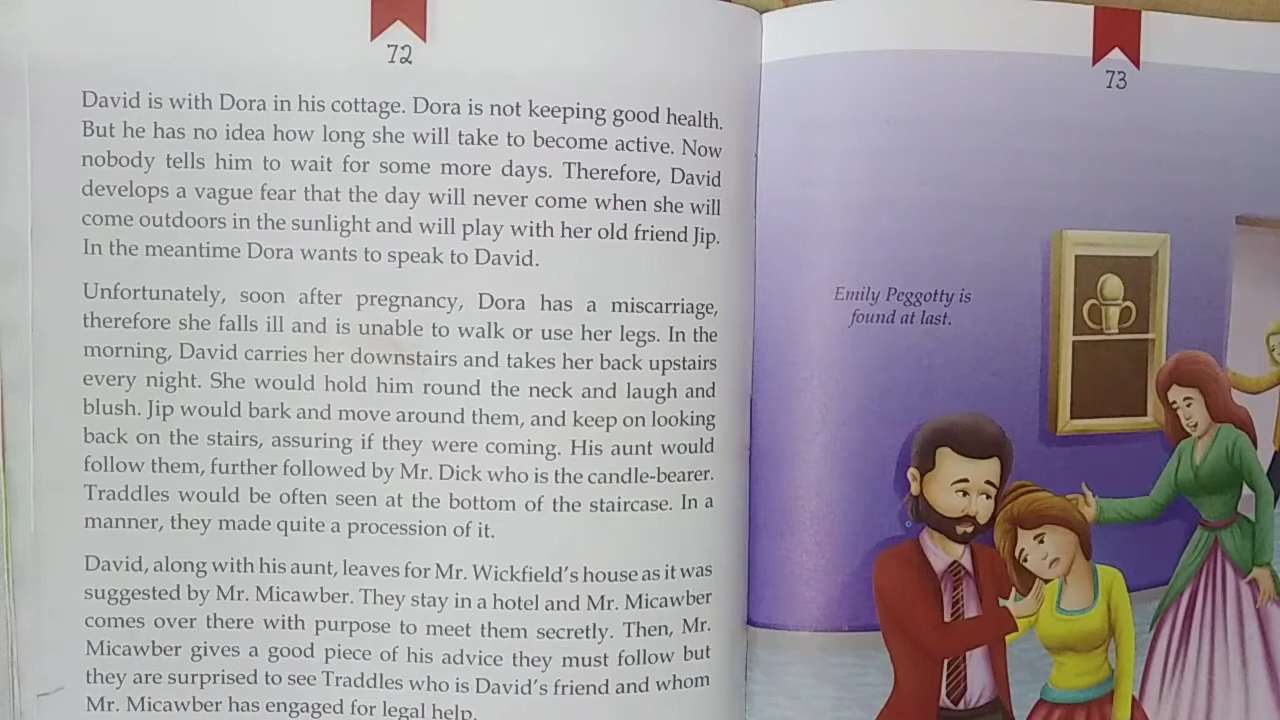 72
David is with Dora in his cottage. Dora is not keeping good health.
But he has no idea how long she will take to become active. Now
nobody tells him to wait for some more days. Therefore, David
develops a vague fear that the day will never come when she will
come outdoors in the sunlight and will play with her old friend Jip.
In the meantime Dora wants to speak to David.
Unfortunately, soon after pregnancy, Dora has a miscarriage,
therefore she falls ill and is unable to walk or use her legs. In the
morning, David carries her downstairs and takes her back upstairs
every night. She would hold him round the neck and laugh and
blush. Jip would bark and move around them, and keep on looking
back on the stairs, assuring if they were coming. His aunt would
follow them, further followed by Mr. Dick who is the candle-bearer.
Traddles would be often seen at the bottom of the staircase. In a
manner, they made quite a procession of it.
David, along with his aunt, leaves for Mr. Wickfield's house as it was
suggested by Mr. Micawber. They stay in a hotel and Mr. Micawber
comes over there with purpose to meet them secretly. Then, Mr.
Micawber gives a good piece of his advice they must follow but
they are surprised to see Traddles who is David's friend and whom
Mr. Micawber has engaged for legal help.
73
Emily Peggotty is
found at last.